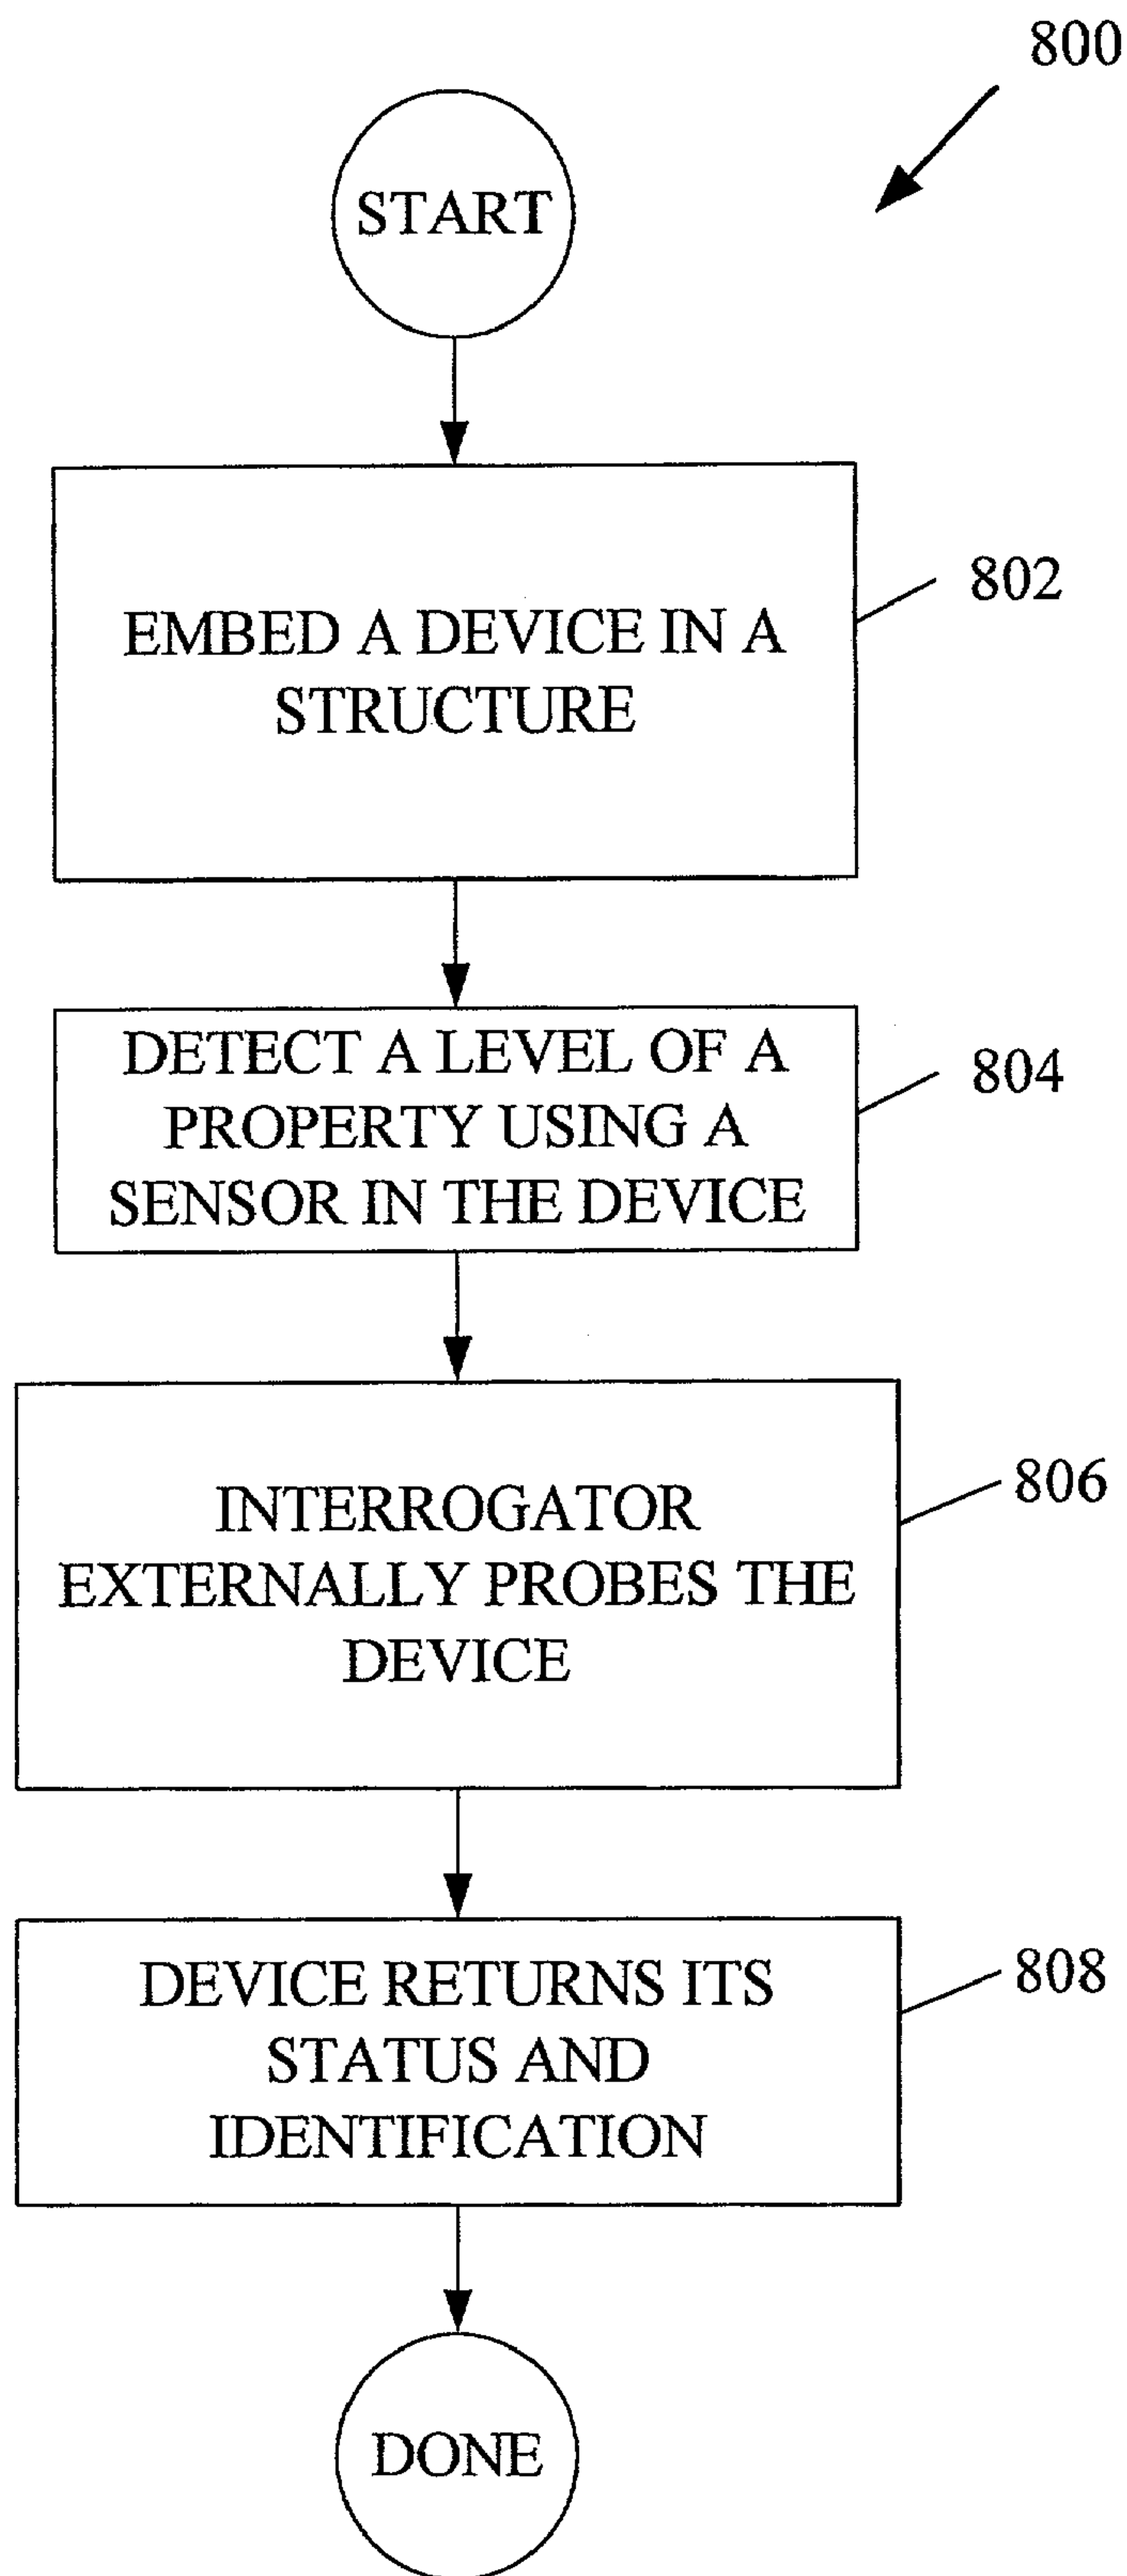 800
START
EMBED A DEVICE IN A
STRUCTURE
802
DETECT A LEVEL OF A
PROPERTY USING A
SENSOR IN THE DEVICE
804
INTERROGATOR
EXTERNALLY PROBES THE
DEVICE
806
DEVICE RETURNS ITS
STATUS AND
IDENTIFICATION
808
DONE